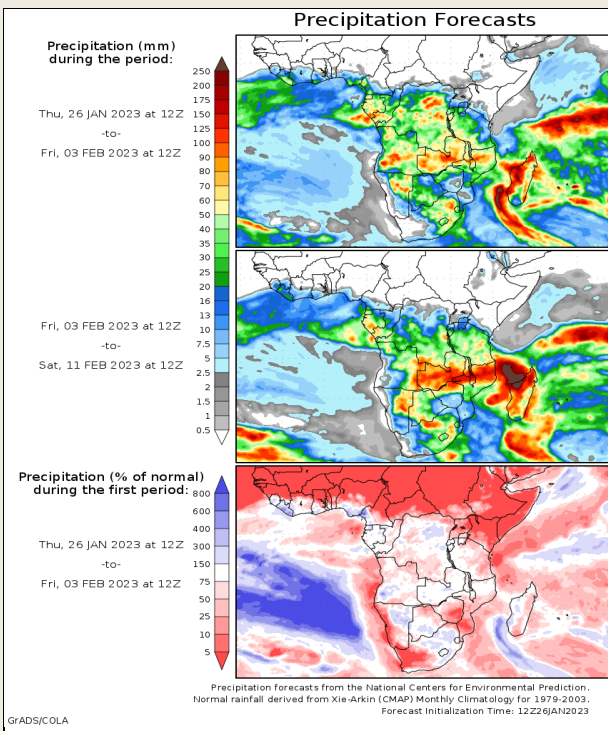 Precipitation Forecasts
Precipitation (mm)
during the period:
Thu, 26 JAN 2023 at 12Z
-to-
Fri, 03 FEB 2023 at 12Z
250
200
175
150
125
100
90
80
70
60
50
40
35
30
25
20
16
13
10
7.5
5
2.5
2
1.5
1
0.5
Fri, 03 FEB 2023 at 12Z
-to-
Sat, 11 FEB 2023 at 12Z
Precipitation (% of normal)
during the first period:
800
600
400
300
150
75
50
25
10
5
Thu, 26 JAN 2023 at 12Z
-to-
Fri, 03 FEB 2023 at 12Z
Precipitation forecasts from the National Centers for Environmental Prediction.
Normal rainfall derived from Xie-Arkin (CMAP) Monthly Climatology for 1979-2003.
Forecast Initialization Time: 12Z26JAN2023
GrADS/COLA